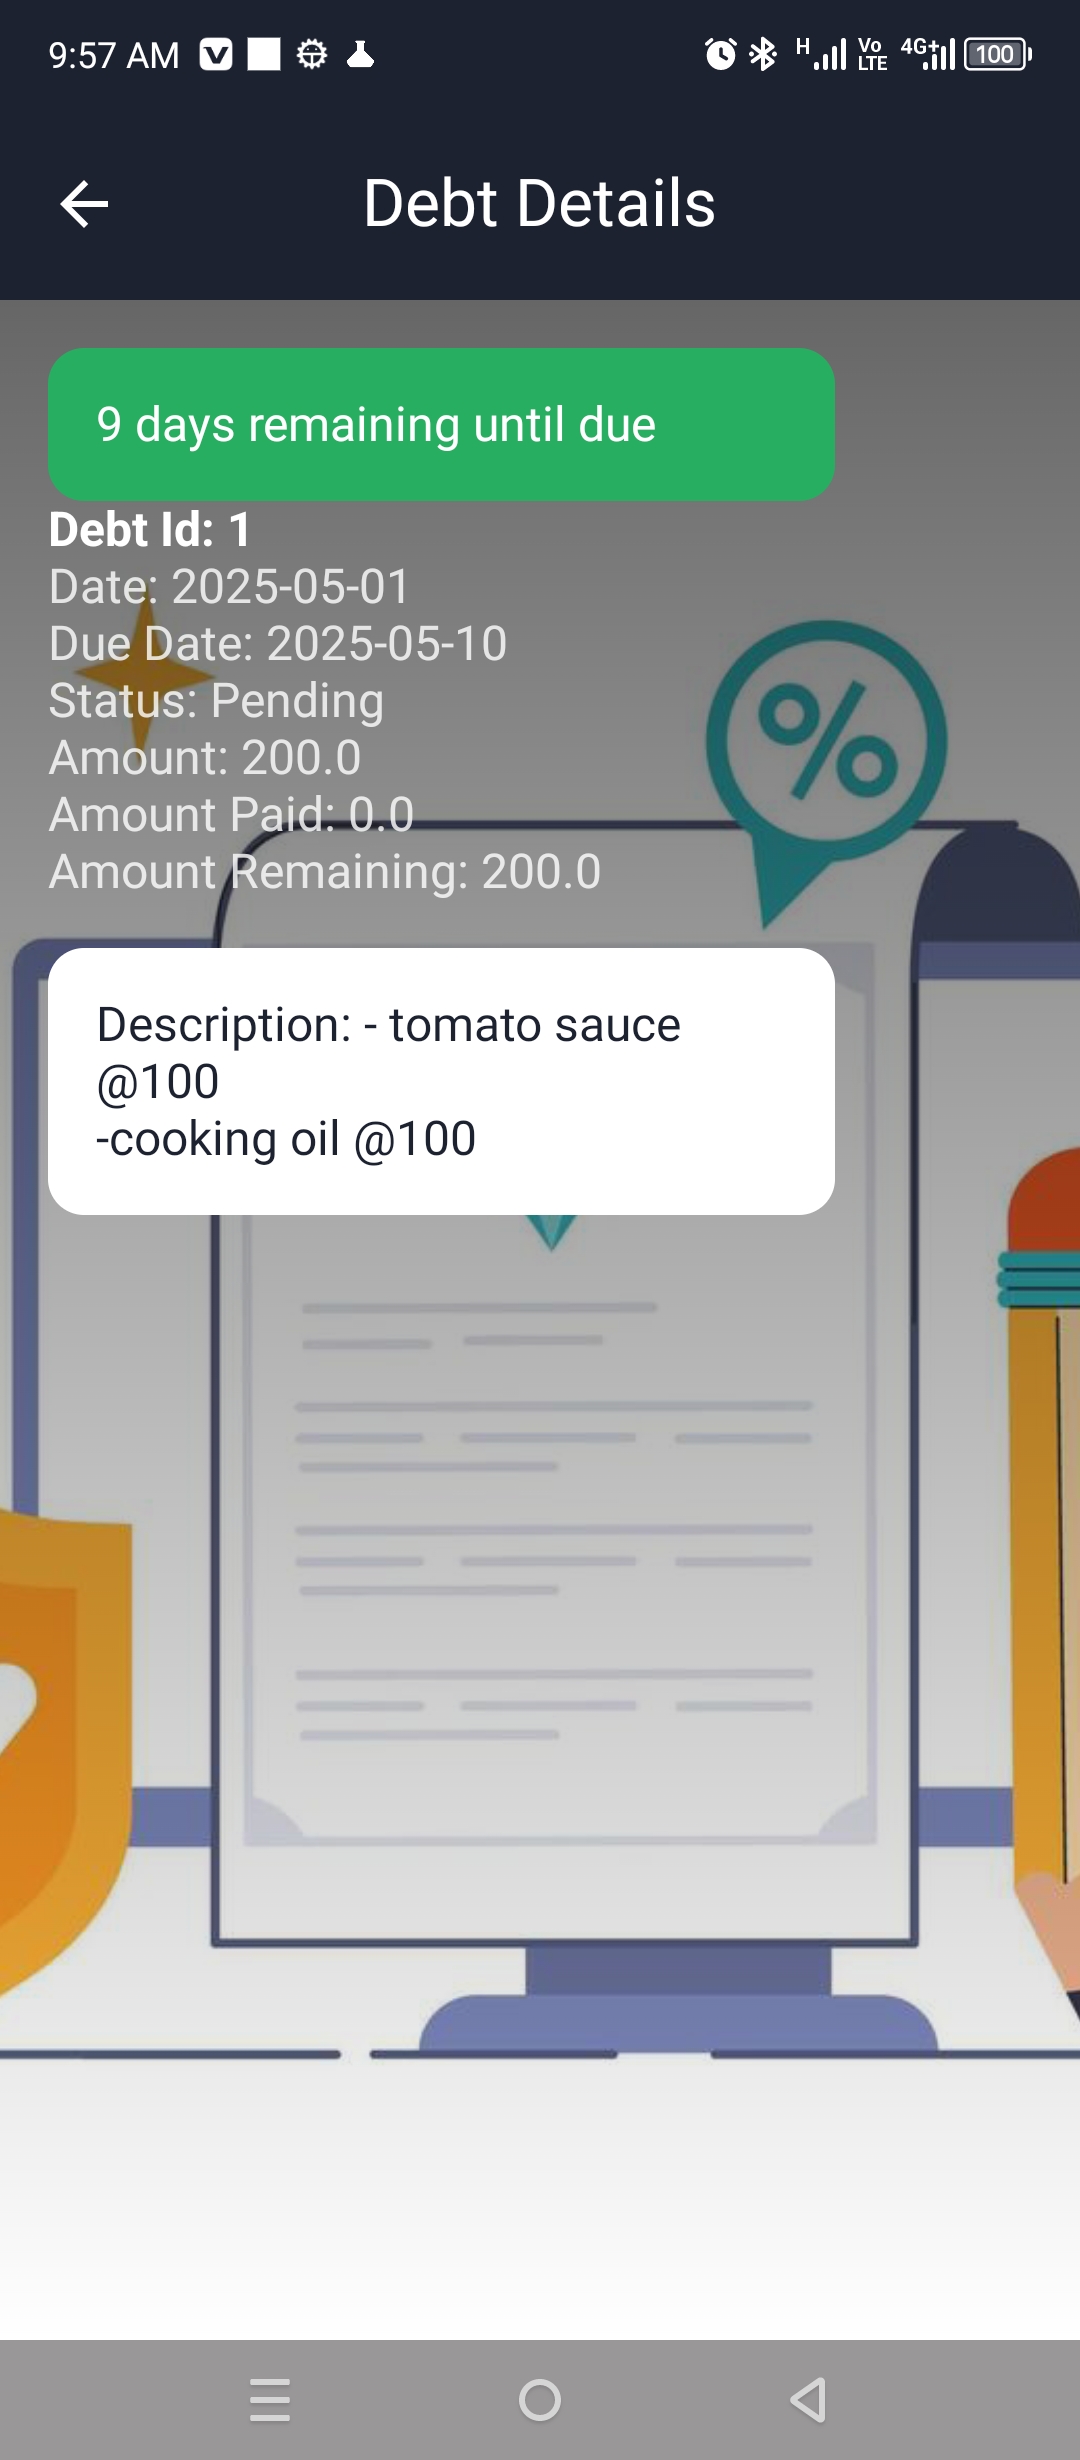 9:57 AM
H
Vo
LTE
4G+
100
Debt Details
9 days remaining until due
Debt Id: 1
Date: 2025-05-01
Due Date: 2025-05-10
Status: Pending
Amount: 200.0
Amount Paid: 0.0
Amount Remaining: 200.0
%
Description: - tomato sauce
@100
-cooking oil @100